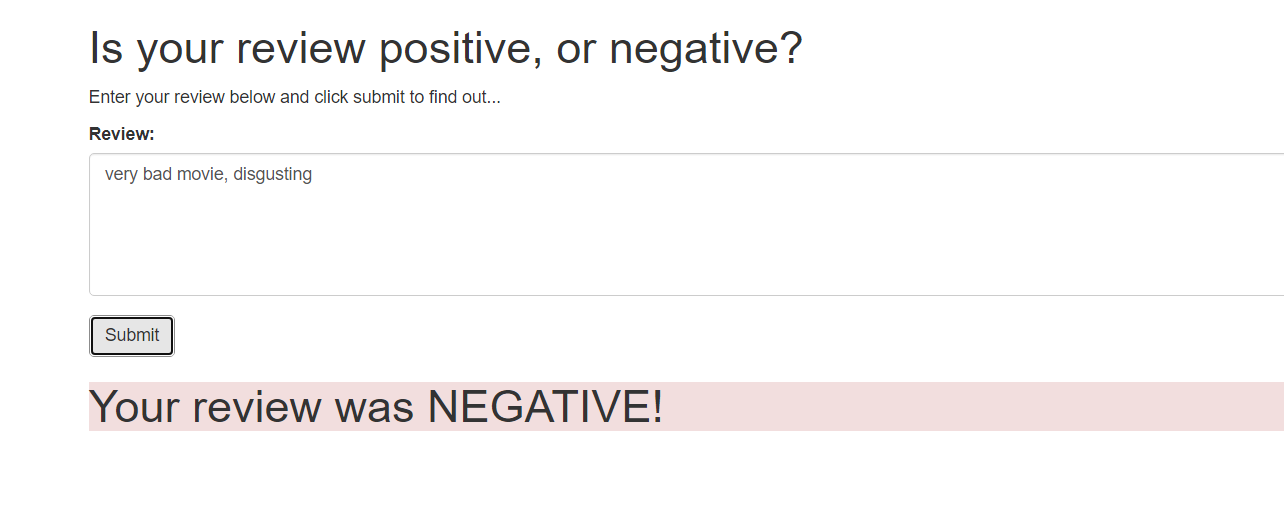 Is your review positive, or negative?
Enter your review below and click submit to find out...
Review:
very bad movie, disgusting
Submit
Your review was NEGATIVE!